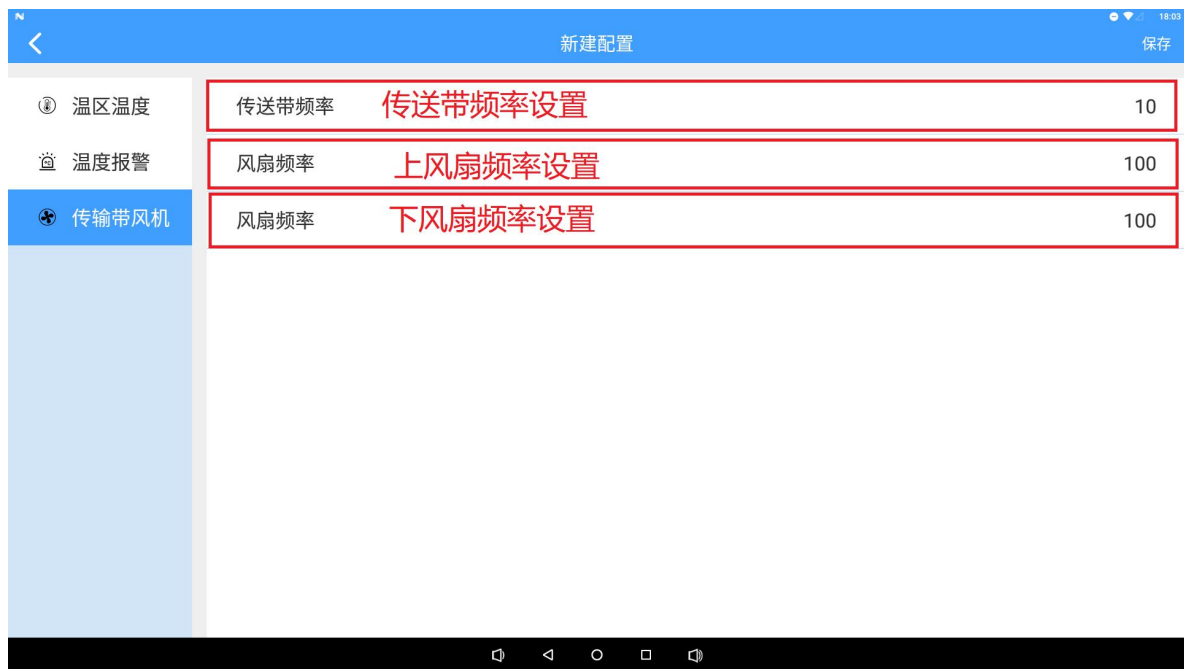 18:03
新建配置
保存
温区温度
传送带频率 传送带频率设置 10
温度报警
风扇频率 上风扇频率设置 100
传输带风机
风扇频率 下风扇频率设置 100